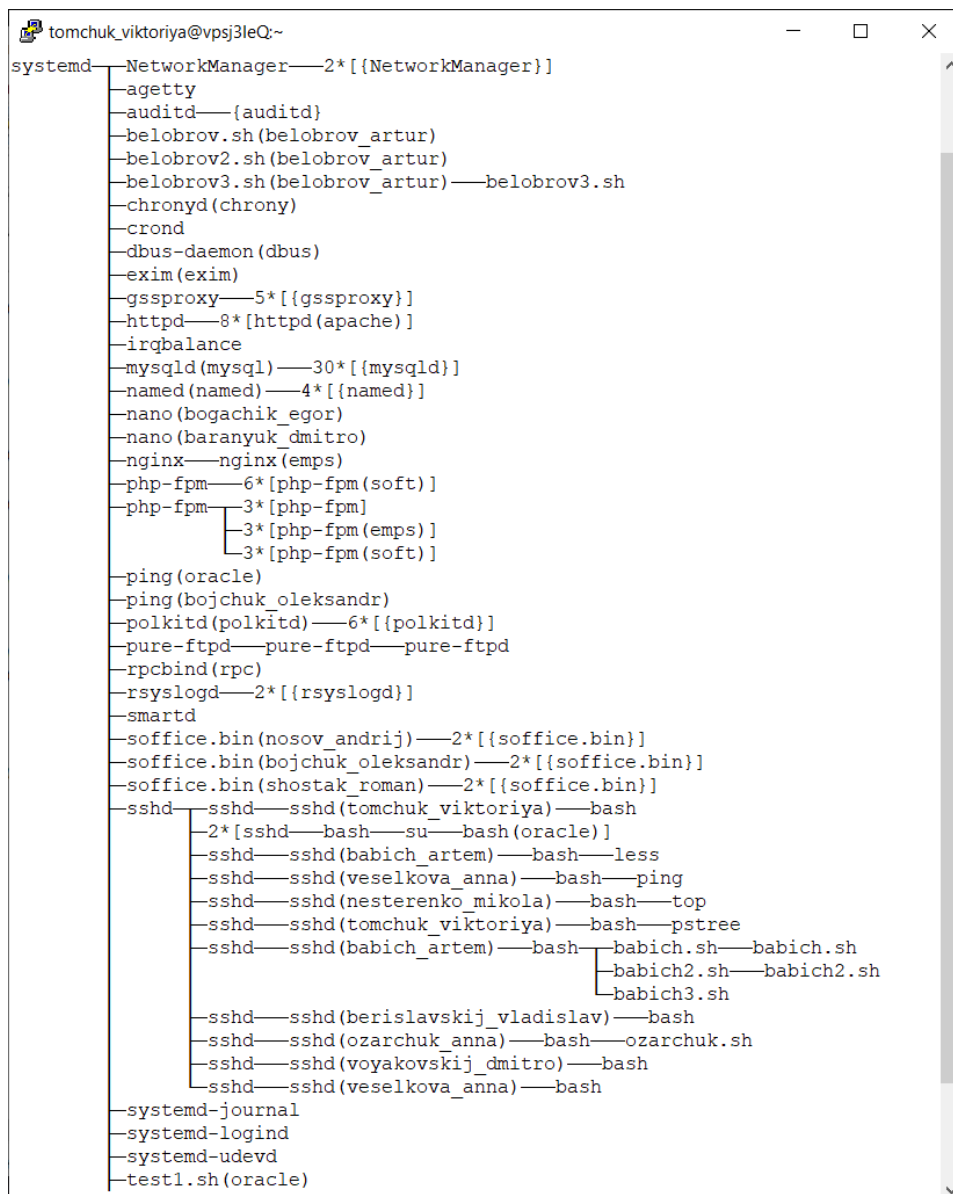 tomchuk_viktoriya@vpsj3IeQ:~
systemd─┬─NetworkManager───2*[{NetworkManager}]
        ├─agetty
        ├─auditd───{auditd}
        ├─belobrov.sh(belobrov_artur)
        ├─belobrov2.sh(belobrov_artur)
        ├─belobrov3.sh(belobrov_artur)───belobrov3.sh
        ├─chronyd(chrony)
        ├─crond
        ├─dbus-daemon(dbus)
        ├─exim(exim)
        ├─gssproxy───5*[{gssproxy}]
        ├─httpd───8*[httpd(apache)]
        ├─irqbalance
        ├─mysqld(mysql)───30*[{mysqld}]
        ├─named(named)───4*[{named}]
        ├─nano(bogachik_egor)
        ├─nano(baranyuk_dmitro)
        ├─nginx───nginx(emps)
        ├─php-fpm───6*[php-fpm(soft)]
        ├─php-fpm─┬─3*[php-fpm]
        │         ├─3*[php-fpm(emps)]
        │         └─3*[php-fpm(soft)]
        ├─ping(oracle)
        ├─ping(bojchuk_oleksandr)
        ├─polkitd(polkitd)───6*[{polkitd}]
        ├─pure-ftpd───pure-ftpd───pure-ftpd
        ├─rpcbind(rpc)
        ├─rsyslogd───2*[{rsyslogd}]
        ├─smartd
        ├─soffice.bin(nosov_andrij)───2*[{soffice.bin}]
        ├─soffice.bin(bojchuk_oleksandr)───2*[{soffice.bin}]
        ├─soffice.bin(shostak_roman)───2*[{soffice.bin}]
        ├─sshd─┬─sshd───sshd(tomchuk_viktoriya)───bash
        │      ├─2*[sshd───bash───su───bash(oracle)]
        │      ├─sshd───sshd(babich_artem)───bash───less
        │      ├─sshd───sshd(veselkova_anna)───bash───ping
        │      ├─sshd───sshd(nesterenko_mikola)───bash───top
        │      ├─sshd───sshd(tomchuk_viktoriya)───bash───pstree
        │      ├─sshd───sshd(babich_artem)───bash─┬─babich.sh───babich.sh
        │      │                                  ├─babich2.sh───babich2.sh
        │      │                                  └─babich3.sh
        │      ├─sshd───sshd(berislavskij_vladislav)───bash
        │      ├─sshd───sshd(ozarchuk_anna)───bash───ozarchuk.sh
        │      ├─sshd───sshd(voyakovskij_dmitro)───bash
        │      └─sshd───sshd(veselkova_anna)───bash
        ├─systemd-journal
        ├─systemd-logind
        ├─systemd-udevd
        ├─test1.sh(oracle)